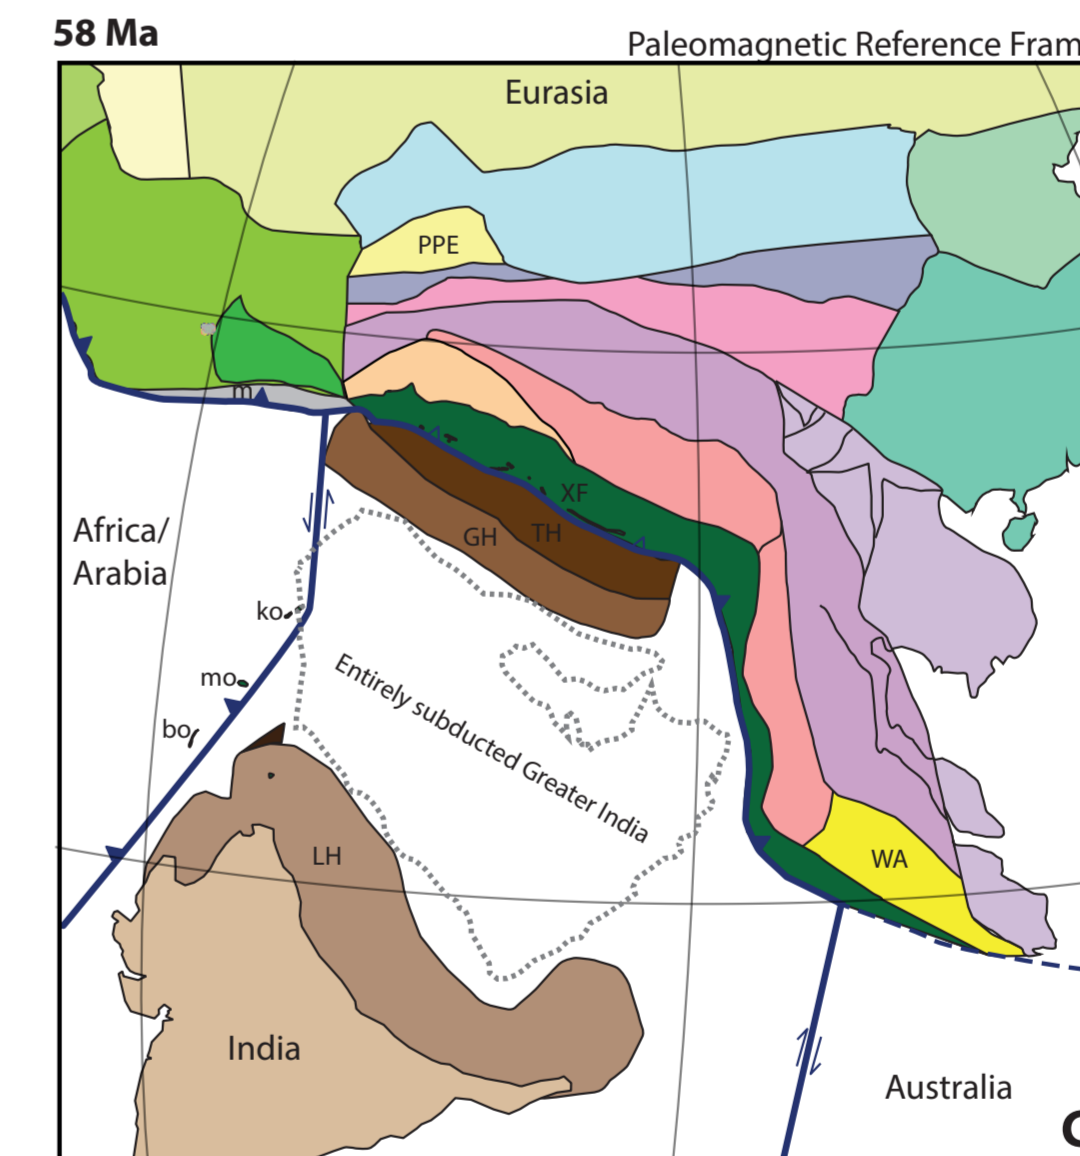 58 Ma
Paleomagnetic Reference Fram
Eurasia
PPE
m
XF
Africa/
Arabia
GH
TH
ko
mo
bo
Entirely subducted Greater India
LH
WA
India
Australia